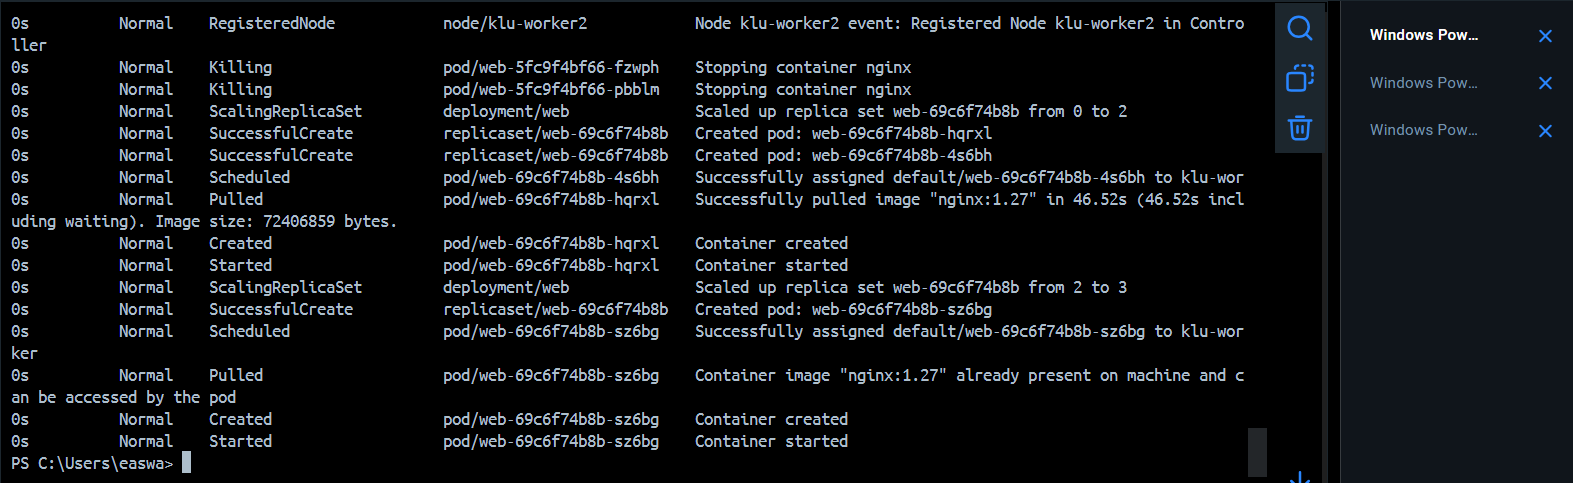 0s          Normal    RegisteredNode            node/klu-worker2            Node klu-worker2 event: Registered Node klu-worker2 in Contro
ller
0s          Normal    Killing                   pod/web-5fc9f4bf66-fzwph    Stopping container nginx
0s          Normal    Killing                   pod/web-5fc9f4bf66-pbblm    Stopping container nginx
0s          Normal    ScalingReplicaSet         deployment/web              Scaled up replica set web-69c6f74b8b from 0 to 2
0s          Normal    SuccessfulCreate          replicaset/web-69c6f74b8b   Created pod: web-69c6f74b8b-hqrxl
0s          Normal    SuccessfulCreate          replicaset/web-69c6f74b8b   Created pod: web-69c6f74b8b-4s6bh
0s          Normal    Scheduled                 pod/web-69c6f74b8b-4s6bh    Successfully assigned default/web-69c6f74b8b-4s6bh to klu-wor
0s          Normal    Pulled                    pod/web-69c6f74b8b-hqrxl    Successfully pulled image "nginx:1.27" in 46.52s (46.52s incl
uding waiting). Image size: 72406859 bytes.
0s          Normal    Created                   pod/web-69c6f74b8b-hqrxl    Container created
0s          Normal    Started                   pod/web-69c6f74b8b-hqrxl    Container started
0s          Normal    ScalingReplicaSet         deployment/web              Scaled up replica set web-69c6f74b8b from 2 to 3
0s          Normal    SuccessfulCreate          replicaset/web-69c6f74b8b   Created pod: web-69c6f74b8b-sz6bg
0s          Normal    Scheduled                 pod/web-69c6f74b8b-sz6bg    Successfully assigned default/web-69c6f74b8b-sz6bg to klu-wor
ker
0s          Normal    Pulled                    pod/web-69c6f74b8b-sz6bg    Container image "nginx:1.27" already present on machine and c
an be accessed by the pod
0s          Normal    Created                   pod/web-69c6f74b8b-sz6bg    Container created
0s          Normal    Started                   pod/web-69c6f74b8b-sz6bg    Container started
PS C:\Users\easwa>
Windows Pow...
Windows Pow...
Windows Pow...